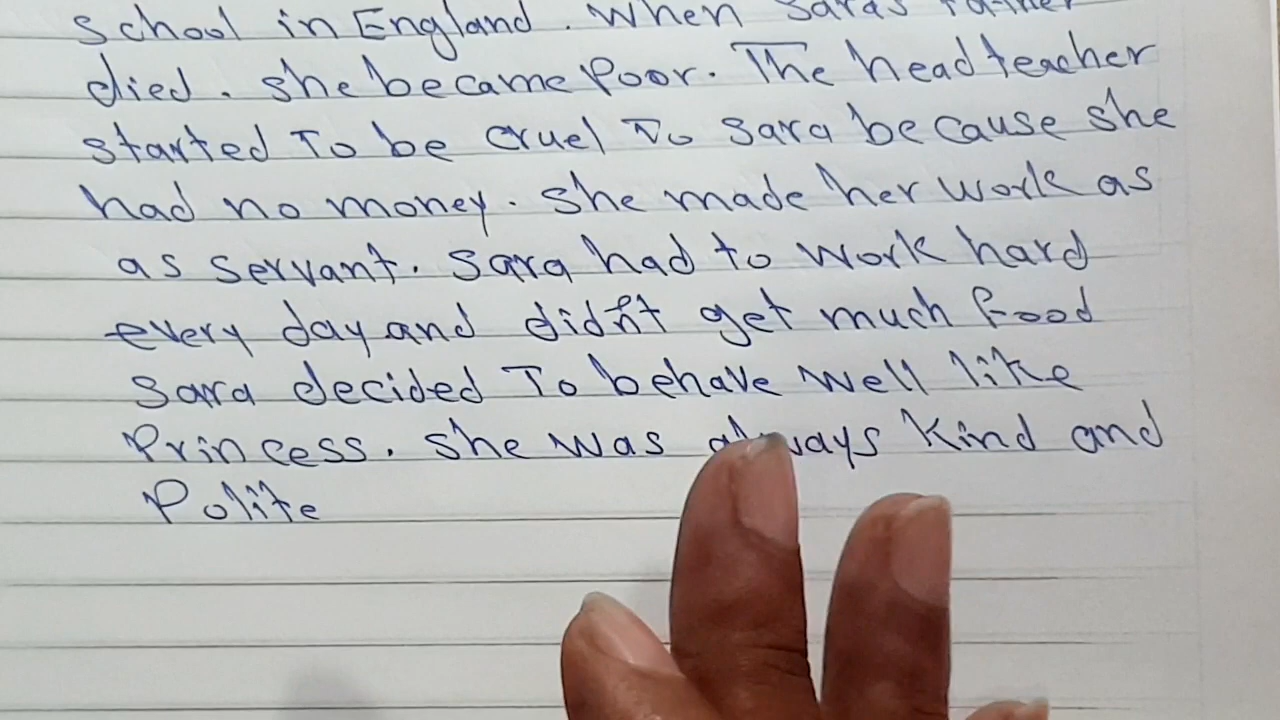 school in England. When Saras father
died. She became Poor. The head teacher
started To be cruel To Sara because she
had no money. She made her work as
as servant. Sara had to work hard
every day and didn't get much food
Sara decided To behave well like
Princess. She was always kind and
Polite